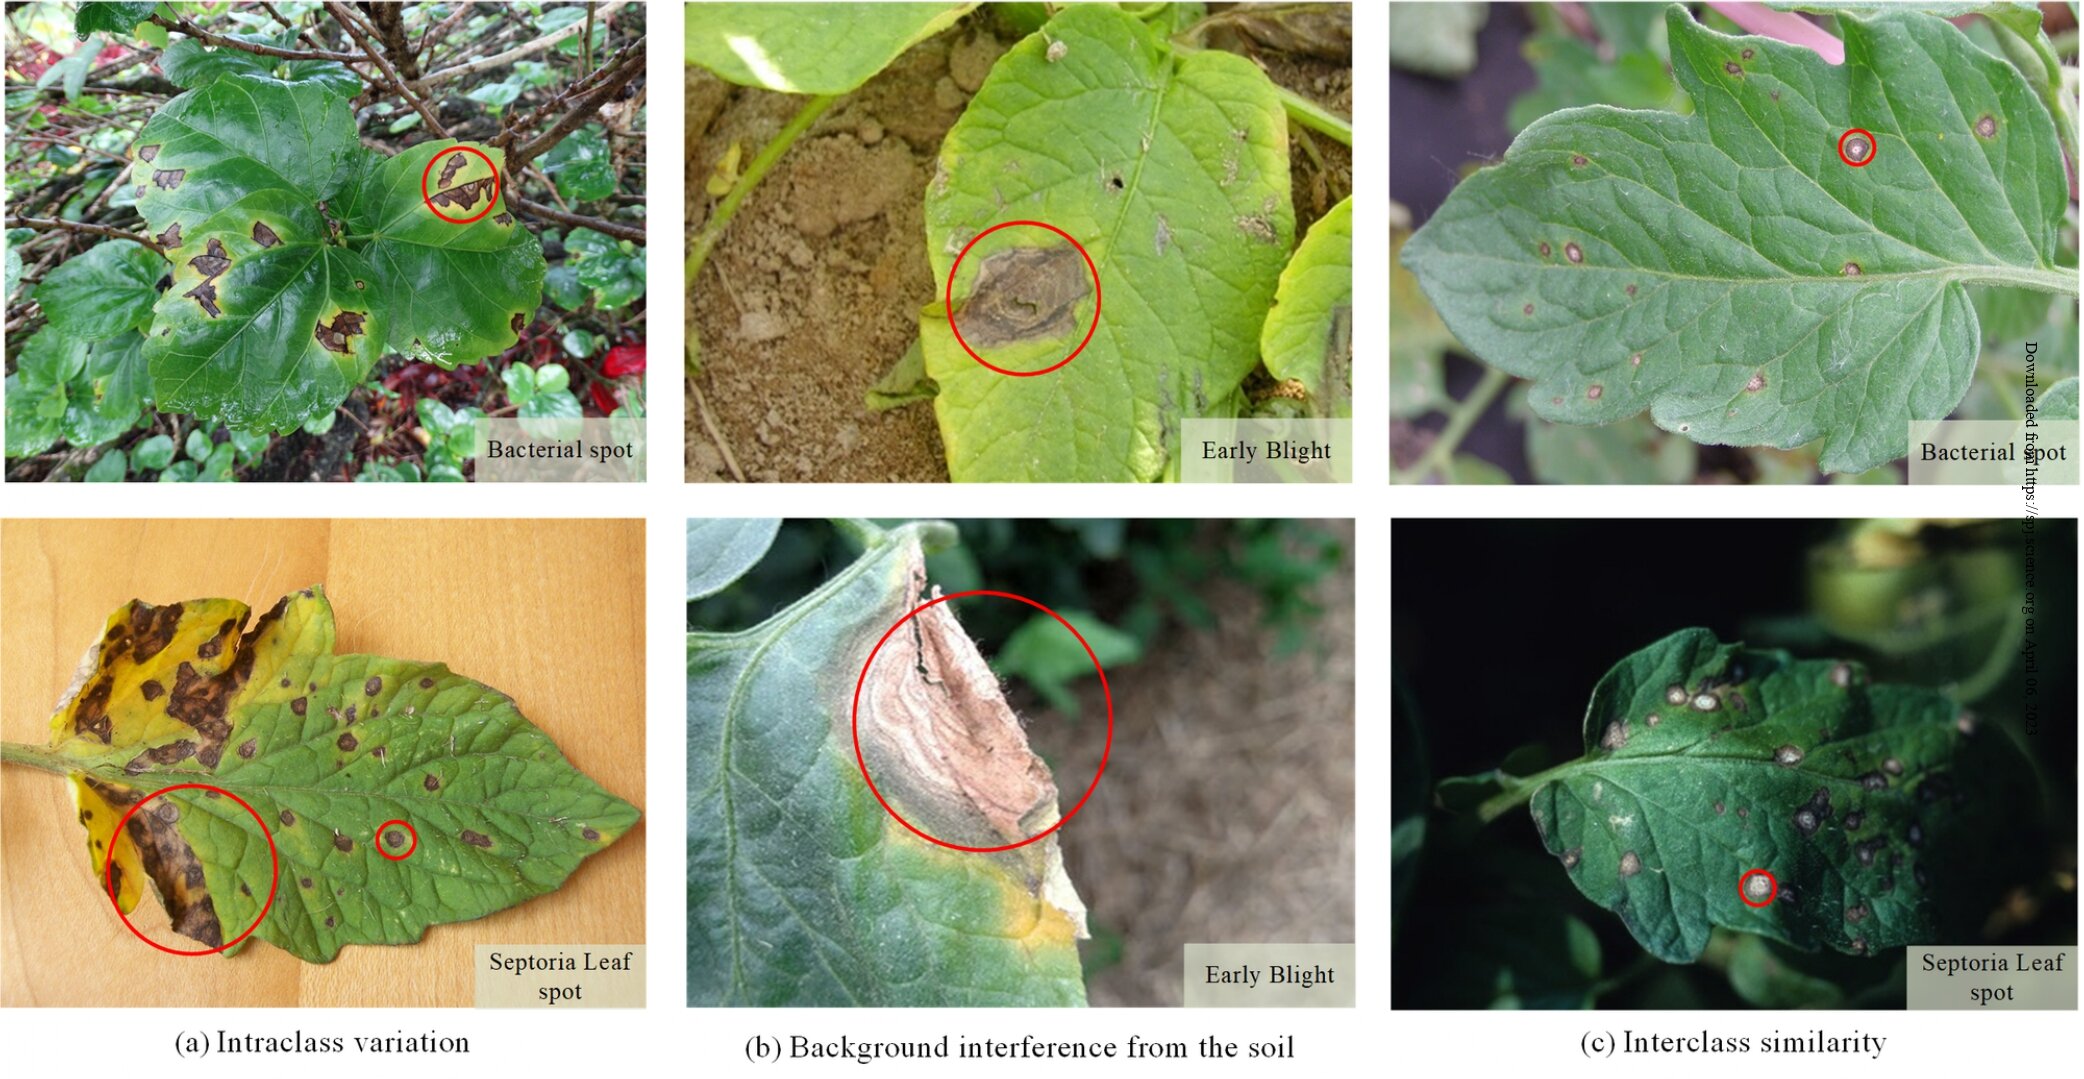 Bacterial spot
Early Blight
Bacterial spot
Downloaded from https://spj.science.org on April 06, 2023
Septoria Leaf
spot
Early Blight
Septoria Leaf
spot
(a) Intraclass variation
(b) Background interference from the soil
(c) Interclass similarity